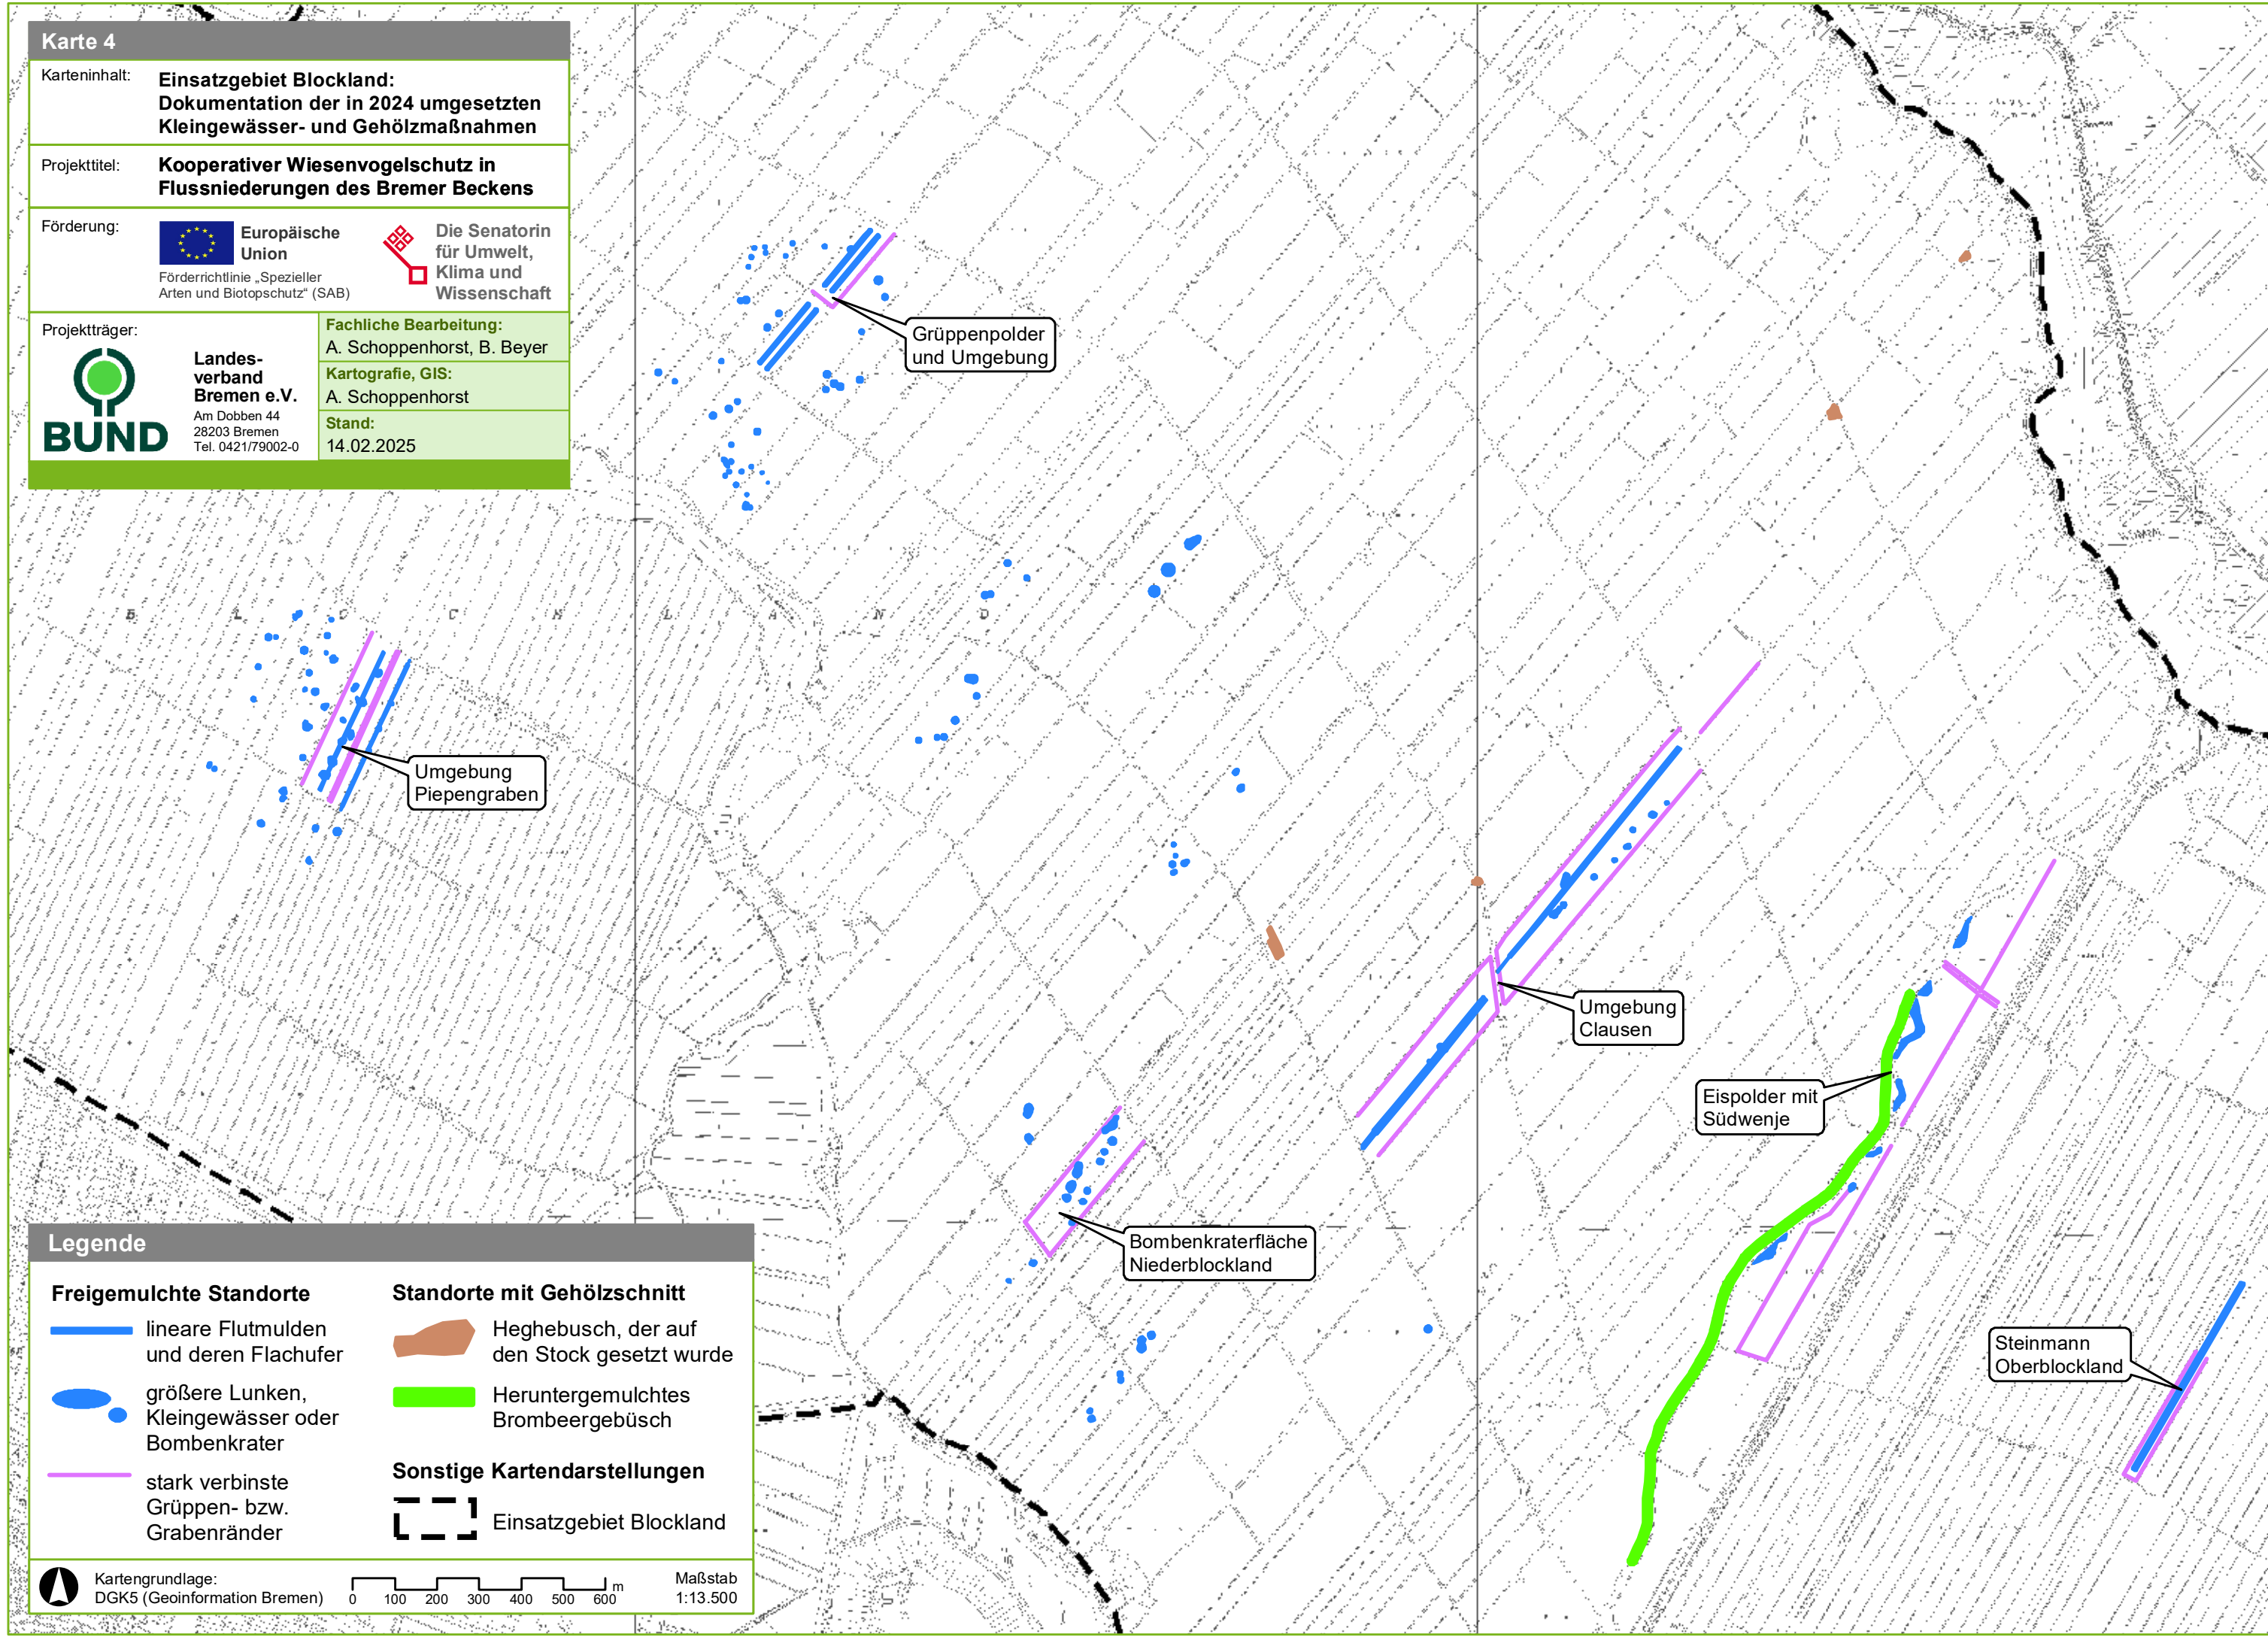 Karte 4
Karteninhalt:
Einsatzgebiet Blockland:
Dokumentation der in 2024 umgesetzten
Kleingewässer- und Gehölzmaßnahmen
Projekttitel:
Kooperativer Wiesenvogelschutz in
Flussniederungen des Bremer Beckens
Förderung:
Europäische
Union
Förderrichtlinie „Spezieller
Arten und Biotopschutz“ (SAB)
Die Senatorin
für Umwelt,
Klima und
Wissenschaft
Projektträger:
BUND
Landes-
verband
Bremen e.V.
Am Dobben 44
28203 Bremen
Tel. 0421/79002-0
Fachliche Bearbeitung:
A. Schoppenhorst, B. Beyer
Kartografie, GIS:
A. Schoppenhorst
Stand:
14.02.2025
Grüppenpolder
und Umgebung
B L O C K L A N D
Umgebung
Piepengraben
Umgebung
Clausen
Eispolder mit
Südwenje
Bombenkraterfläche
Niederblockland
Steinmann
Oberblockland
Legende
Freigemulchte Standorte
lineare Flutmulden
und deren Flachufer
größere Lunken,
Kleingewässer oder
Bombenkrater
stark verbinste
Grüppen- bzw.
Grabenränder
Standorte mit Gehölzschnitt
Heghebusch, der auf
den Stock gesetzt wurde
Heruntergemulchtes
Brombeergebüsch
Sonstige Kartendarstellungen
Einsatzgebiet Blockland
Kartengrundlage:
DGK5 (Geoinformation Bremen)
0 100 200 300 400 500 600 m
Maßstab
1:13.500